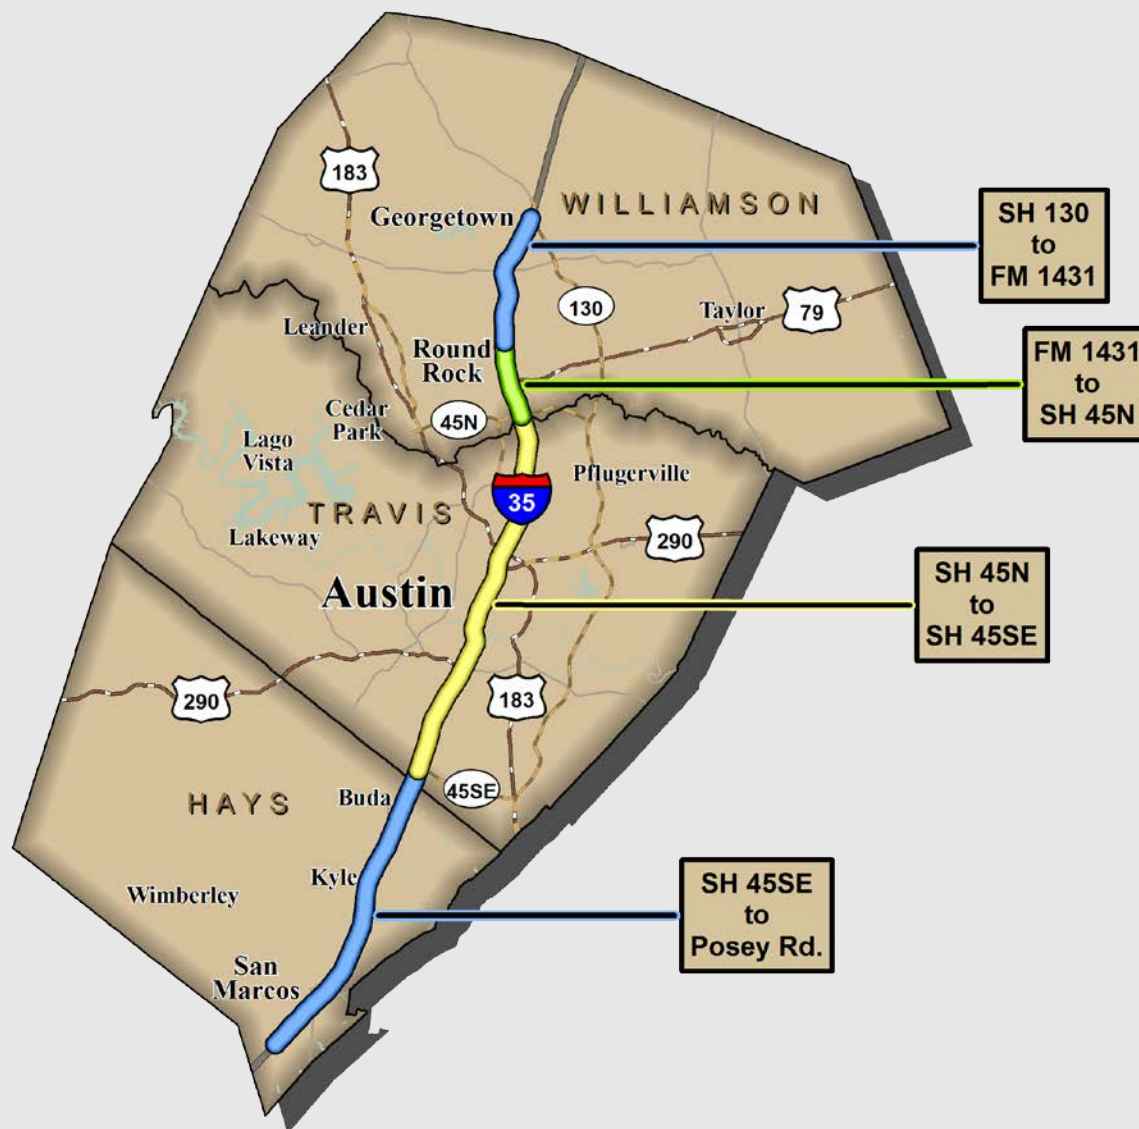 183
Georgetown
WILLIAMSON
SH 130
to
FM 1431
130
Taylor
79
Leander
Round
Rock
FM 1431
to
SH 45N
Cedar
Park
45N
Lago
Vista
Pflugerville
35
TRAVIS
Lakeway
290
Austin
SH 45N
to
SH 45SE
290
183
HAYS
Buda
45SE
Kyle
Wimberley
SH 45SE
to
Posey Rd.
San
Marcos